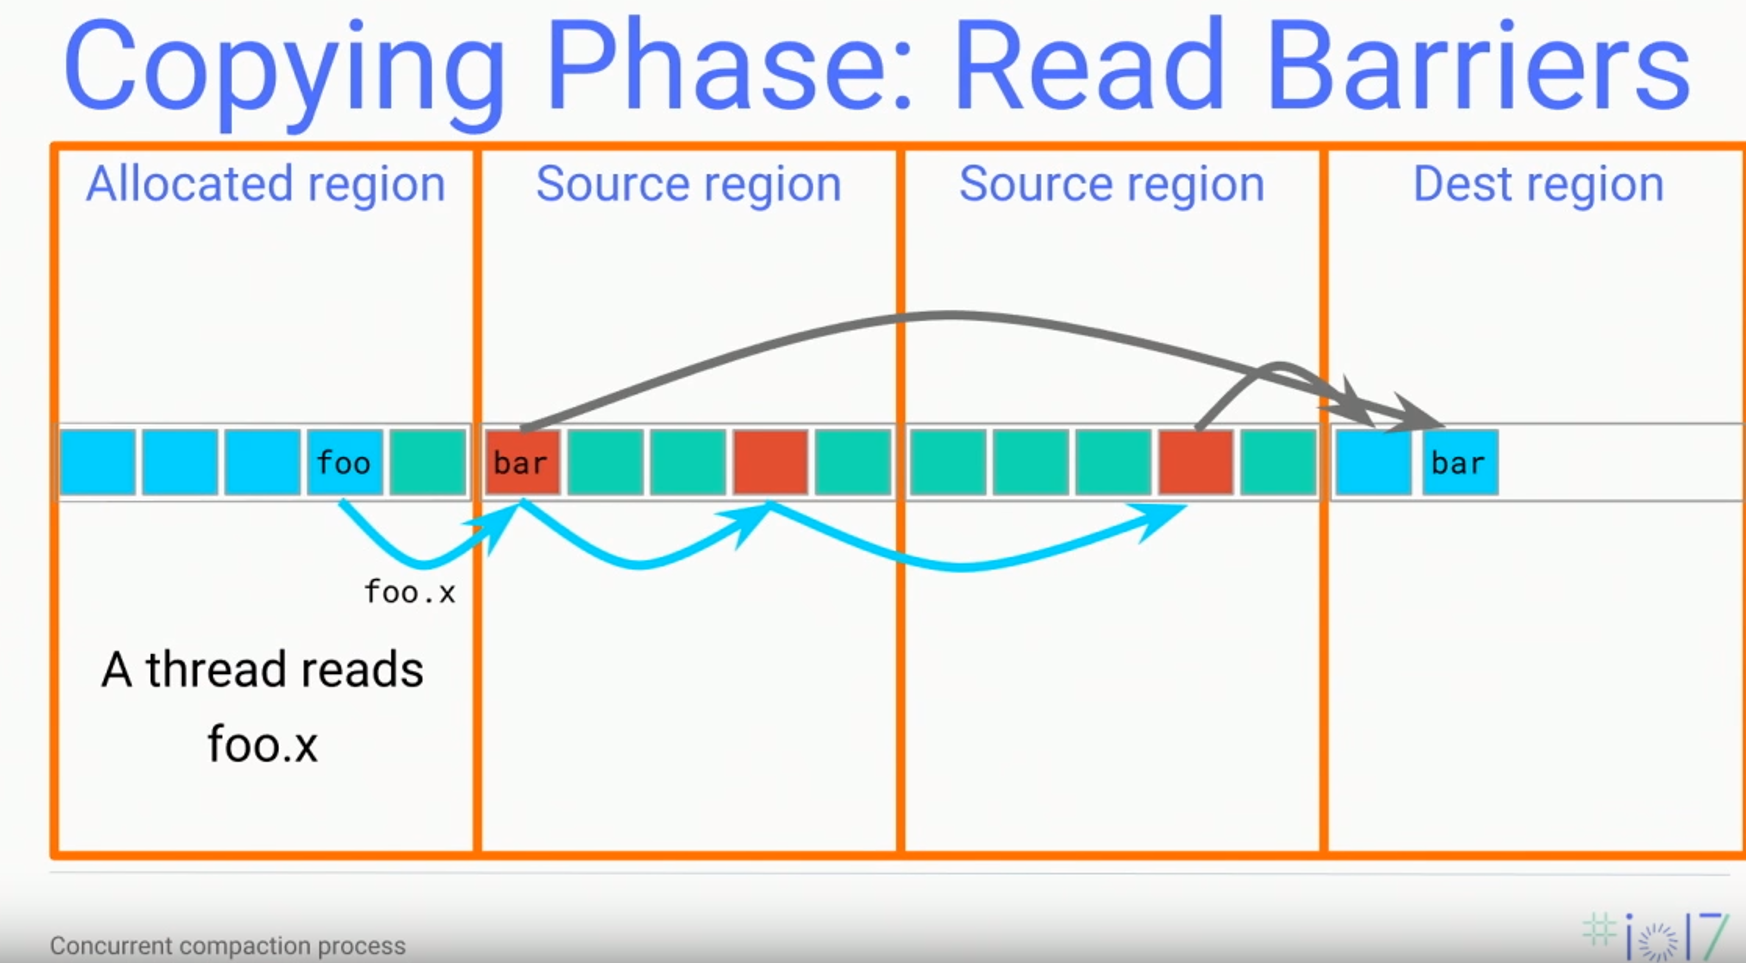 Copying Phase: Read Barriers
Allocated region
Source region
Source region
Dest region
foo
bar
bar
foo.x
A thread reads
foo.x
Concurrent compaction process
#io17